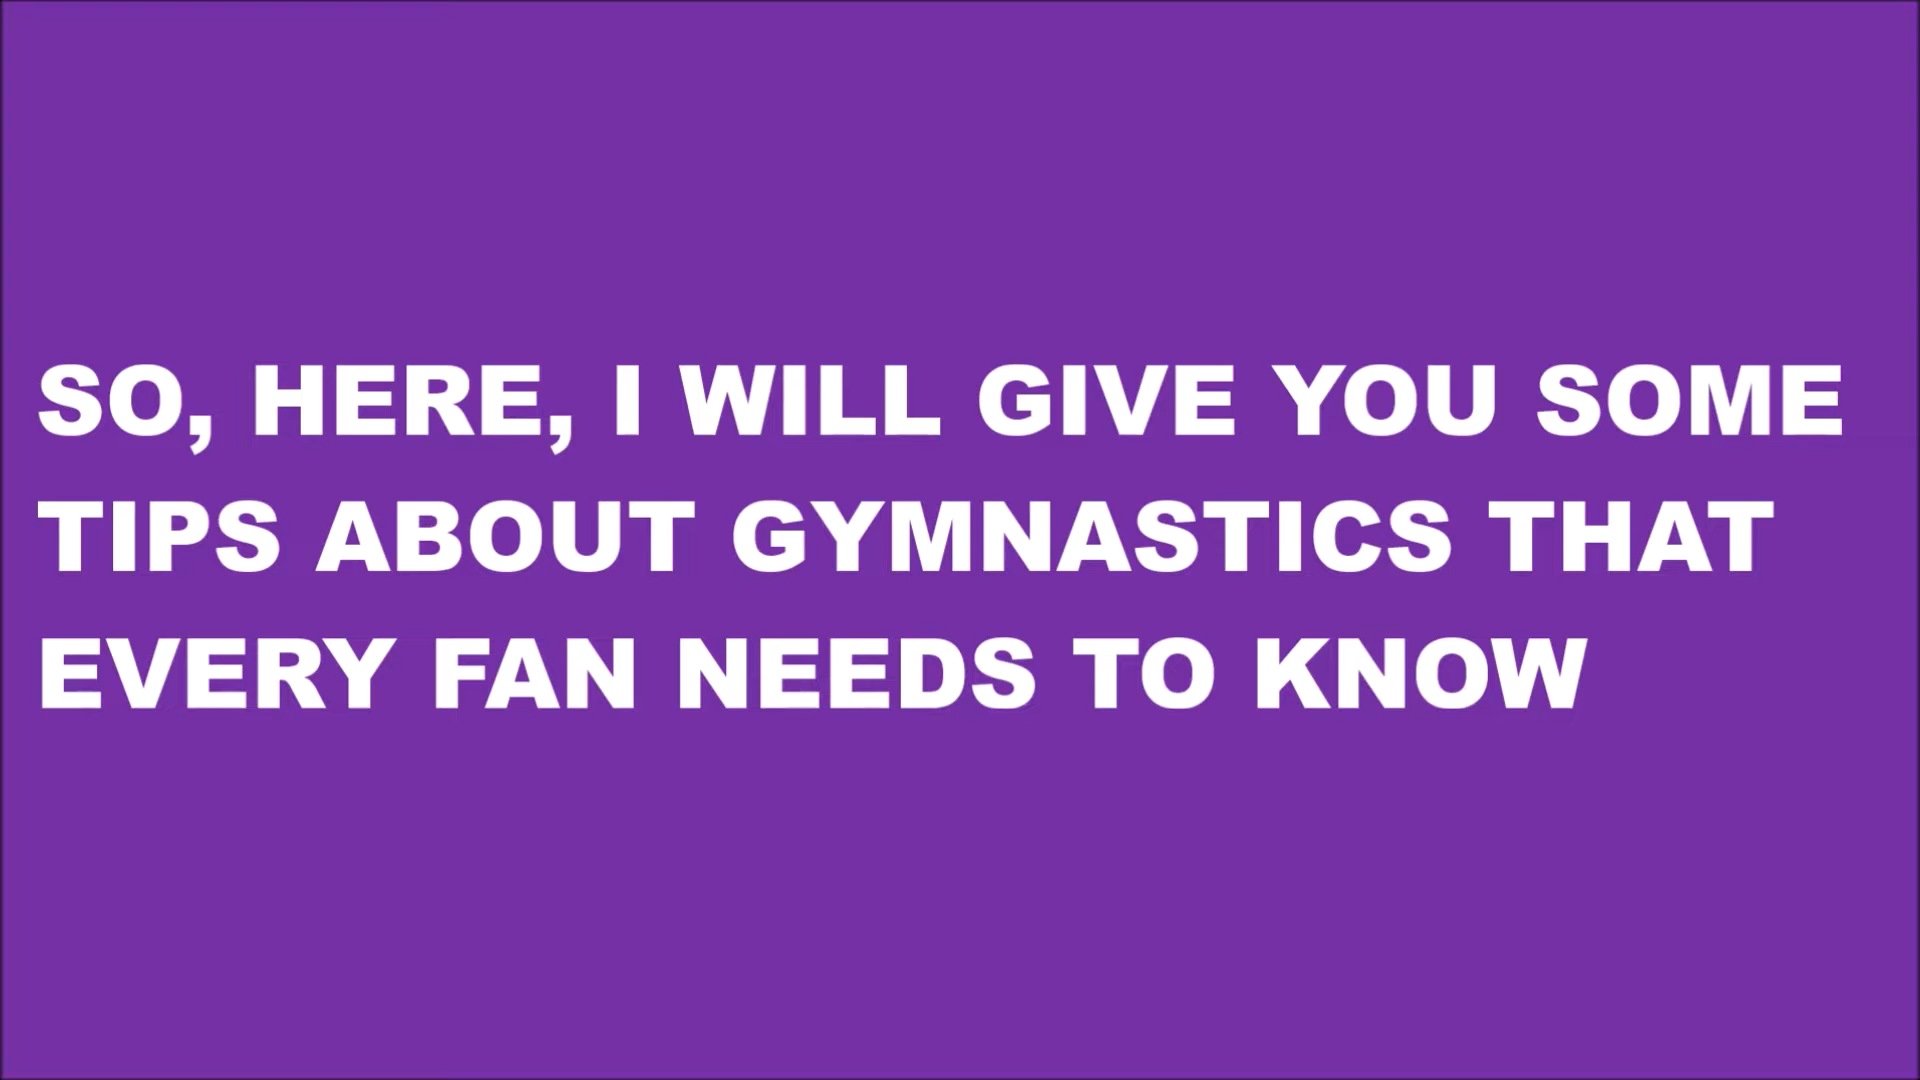 SO, HERE, I WILL GIVE YOU SOME
TIPS ABOUT GYMNASTICS THAT
EVERY FAN NEEDS TO KNOW